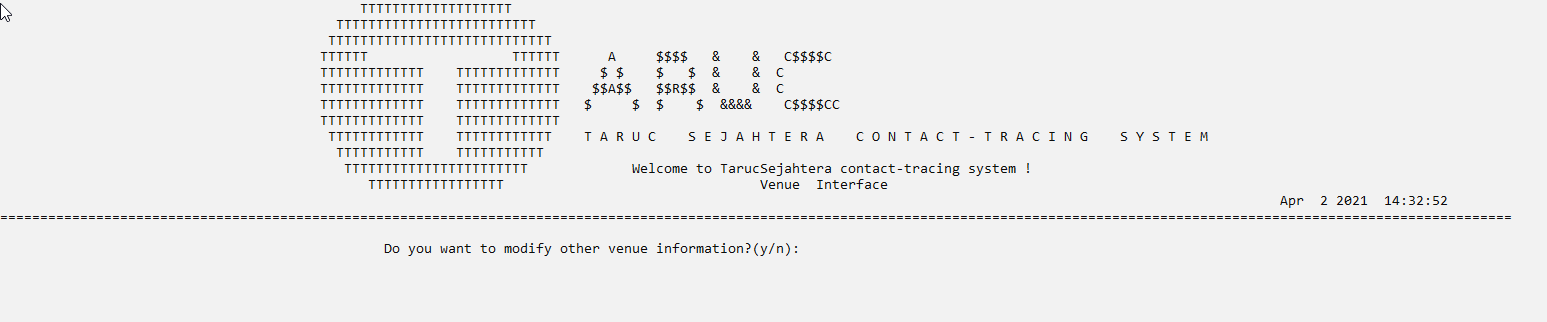 TTTTTTTTTTTTTTTTTTT
                                          TTTTTTTTTTTTTTTTTTTTTTTTT
                                         TTTTTTTTTTTTTTTTTTTTTTTTTTTT
                                        TTTTTT                  TTTTTT      A     $$$$   &    &   C$$$$C
                                        TTTTTTTTTTTTT    TTTTTTTTTTTTT     $ $    $   $  &    &  C
                                        TTTTTTTTTTTTT    TTTTTTTTTTTTT    $$A$$   $$R$$  &    &  C
                                        TTTTTTTTTTTTT    TTTTTTTTTTTTT   $     $  $    $  &&&&    C$$$$CC
                                        TTTTTTTTTTTTT    TTTTTTTTTTTTT
                                         TTTTTTTTTTTT    TTTTTTTTTTTT    T A R U C    S E J A H T E R A    C O N T A C T - T R A C I N G    S Y S T E M
                                          TTTTTTTTTTT    TTTTTTTTTTT
                                           TTTTTTTTTTTTTTTTTTTTTTT             Welcome to TarucSejahtera contact-tracing system !
                                              TTTTTTTTTTTTTTTTT                                Venue  Interface
                                                                                                                                                                Apr  2 2021  14:32:52
=============================================================================================================================================================================================
                                                Do you want to modify other venue information?(y/n):